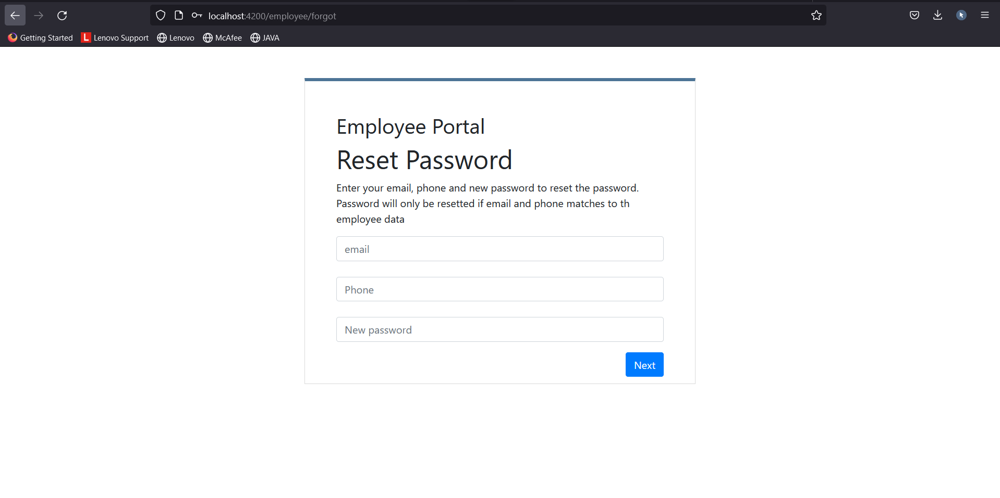 localhost:4200/employee/forgot
Getting Started L Lenovo Support Lenovo McAfee JAVA
Employee Portal
Reset Password
Enter your email, phone and new password to reset the password.
Password will only be resetted if email and phone matches to th
employee data
email
Phone
New password
Next